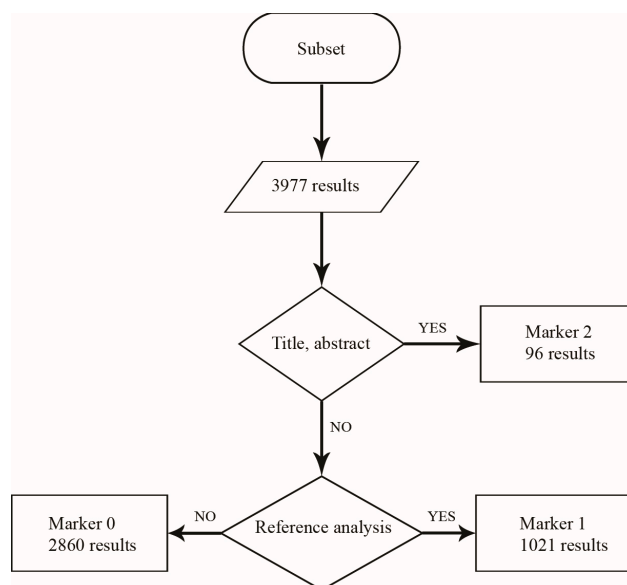 Subset
3977 results
Title, abstract
YES
Marker 2
96 results
NO
Reference analysis
NO
Marker 0
2860 results
YES
Marker 1
1021 results